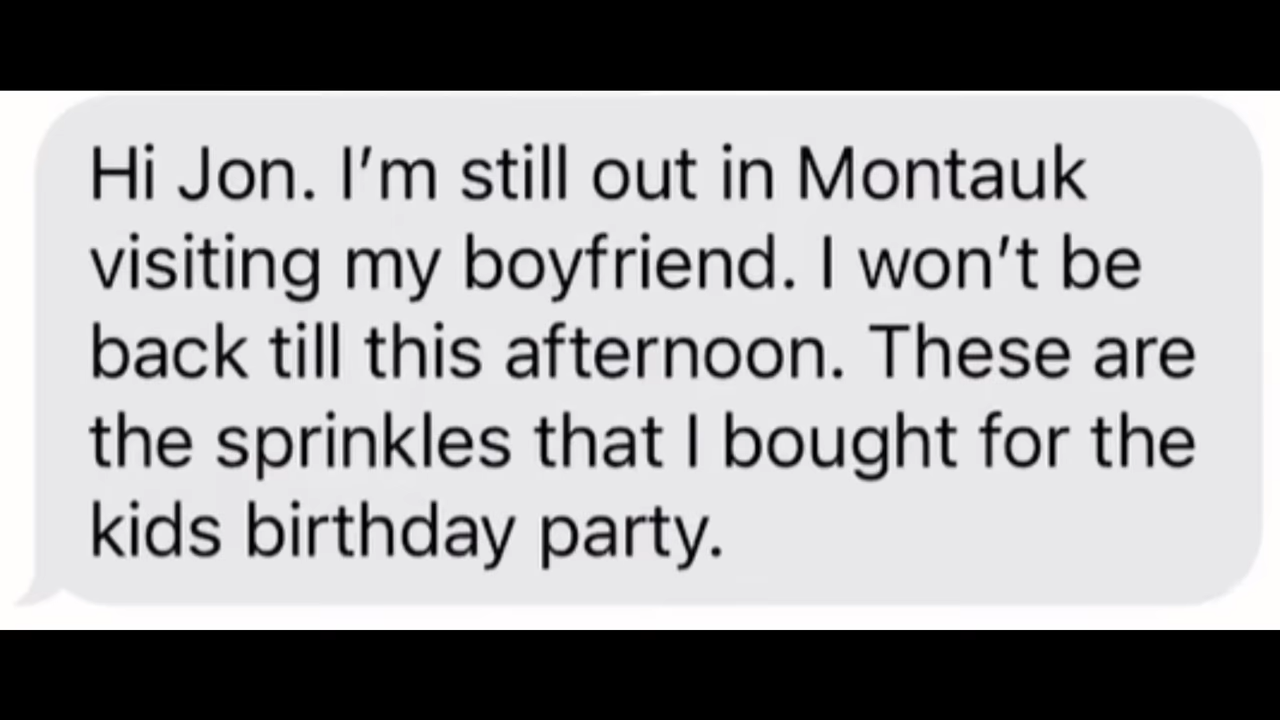 Hi Jon. I’m still out in Montauk
visiting my boyfriend. I won’t be
back till this afternoon. These are
the sprinkles that I bought for the
kids birthday party.